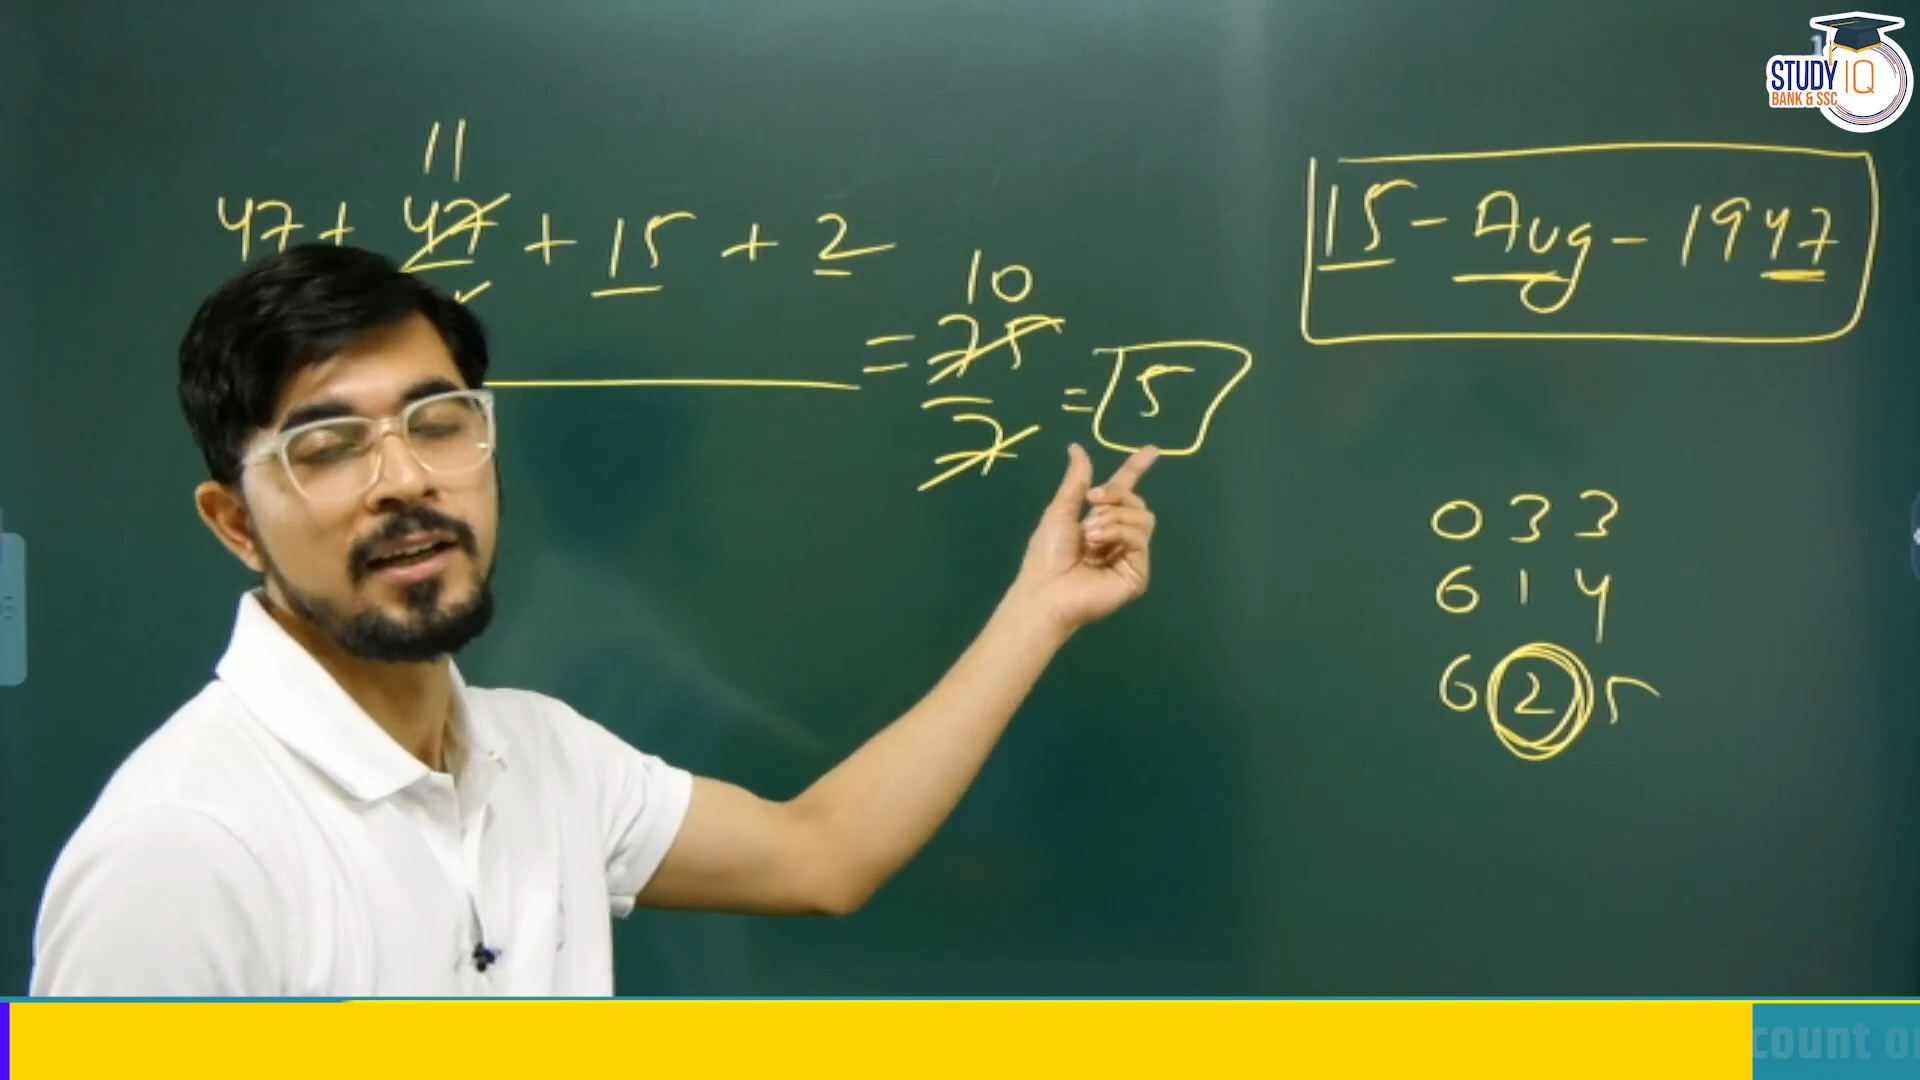 11
47 + 47 + 15 + 2
= 75 = 5
10
7
15 - Aug - 1947
0 3 3
6 1 4
6 2 5
STUDY IQ
BANK & SSC
count